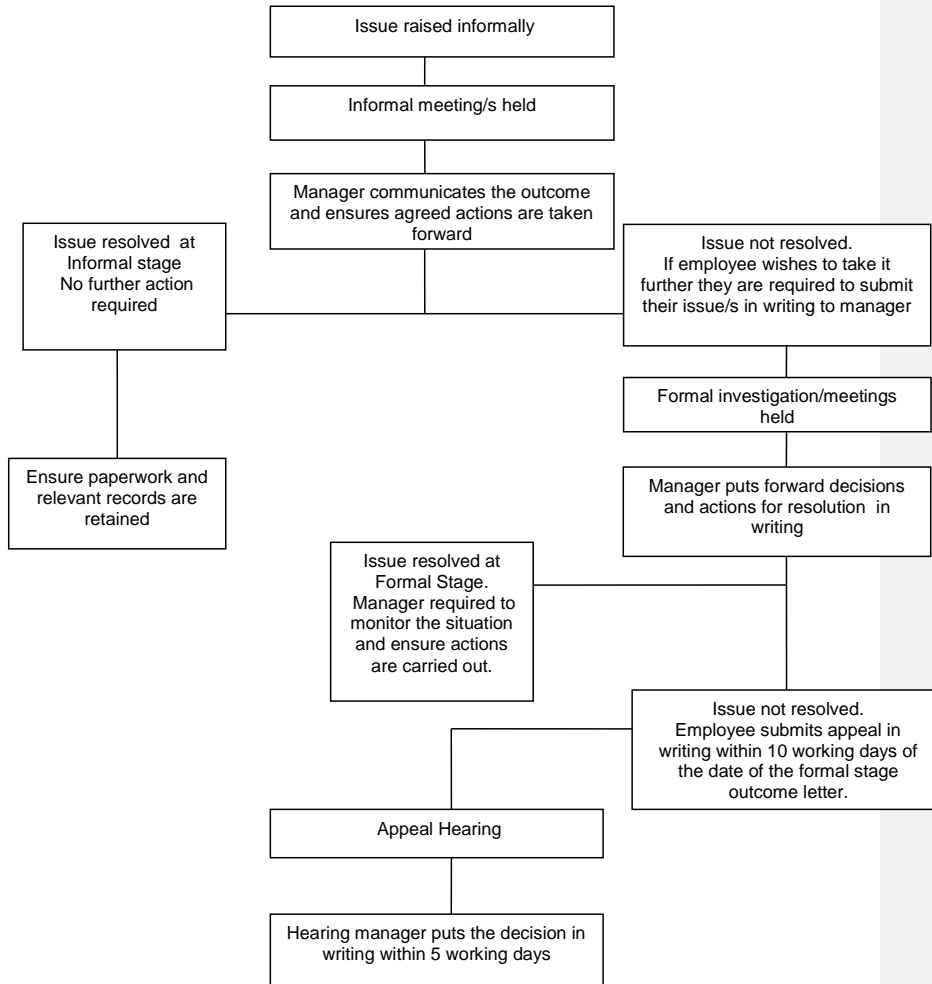 Issue raised informally
Informal meeting/s held
Manager communicates the outcome
and ensures agreed actions are taken
forward
Issue resolved at
Informal stage
No further action
required
Issue not resolved.
If employee wishes to take it
further they are required to submit
their issue/s in writing to manager
Formal investigation/meetings
held
Ensure paperwork and
relevant records are
retained
Manager puts forward decisions
and actions for resolution in
writing
Issue resolved at
Formal Stage.
Manager required to
monitor the situation
and ensure actions
are carried out.
Issue not resolved.
Employee submits appeal in
writing within 10 working days of
the date of the formal stage
outcome letter.
Appeal Hearing
Hearing manager puts the decision in
writing within 5 working days